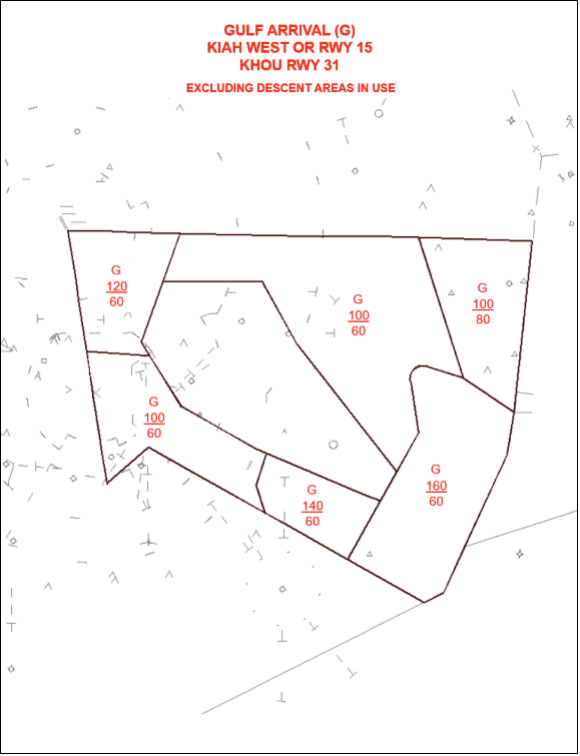 GULF ARRIVAL (G)
KIAH WEST OR RWY 15
KHOU RWY 31
EXCLUDING DESCENT AREAS IN USE
G
120
60
G
100
60
G
100
80
G
100
60
G
160
60
G
140
60